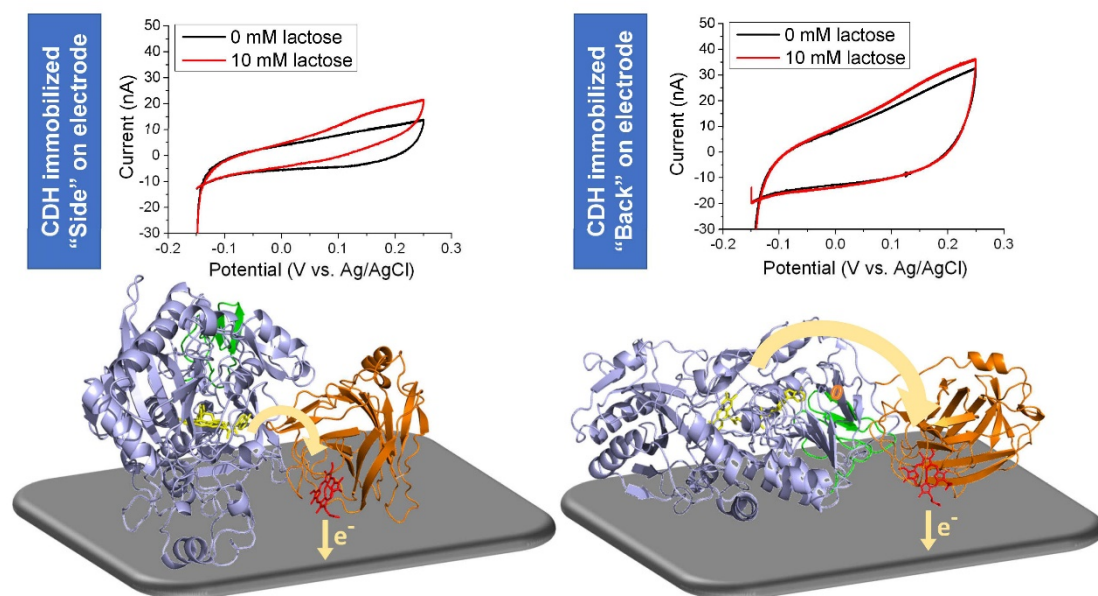 CDH immobilized
"Side" on electrode
50
40
30
20
10
0
-10
-20
-30
Current (nA)
0 mM lactose
10 mM lactose
-0.2
-0.1
0.0
0.1
0.2
0.3
Potential (V vs. Ag/AgCl)
CDH immobilized
"Back" on electrode
50
40
30
20
10
0
-10
-20
-30
Current (nA)
0 mM lactose
10 mM lactose
-0.2
-0.1
0.0
0.1
0.2
0.3
Potential (V vs. Ag/AgCl)
e-
e-